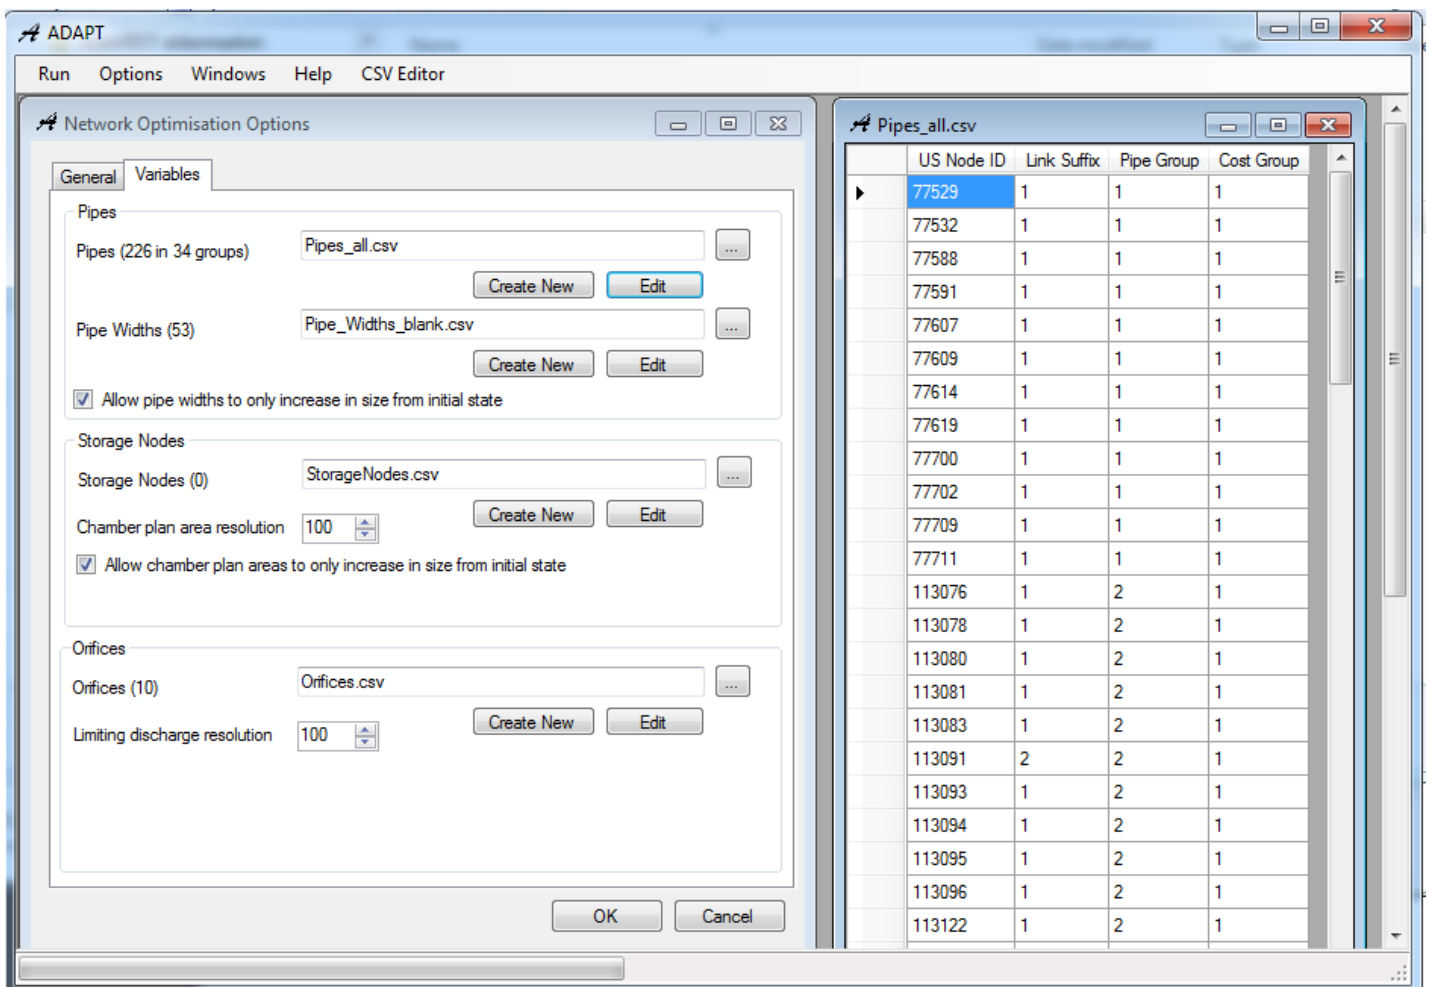 ADAPT
Run Options Windows Help CSV Editor
Network Optimisation Options
General Variables
Pipes
Pipes (226 in 34 groups) Pipes_all.csv ...
Create New Edit
Pipe Widths (53) Pipe_Widths_blank.csv ...
Create New Edit
Allow pipe widths to only increase in size from initial state
Storage Nodes
Storage Nodes (0) StorageNodes.csv ...
Create New Edit
Chamber plan area resolution 100
Allow chamber plan areas to only increase in size from initial state
Orifices
Orifices (10) Orifices.csv ...
Create New Edit
Limiting discharge resolution 100
OK Cancel
Pipes_all.csv
US Node ID Link Suffix Pipe Group Cost Group
77529 1 1 1
77532 1 1 1
77588 1 1 1
77591 1 1 1
77607 1 1 1
77609 1 1 1
77614 1 1 1
77619 1 1 1
77700 1 1 1
77702 1 1 1
77709 1 1 1
77711 1 1 1
113076 1 2 1
113078 1 2 1
113080 1 2 1
113081 1 2 1
113083 1 2 1
113091 2 2 1
113093 1 2 1
113094 1 2 1
113095 1 2 1
113096 1 2 1
113122 1 2 1